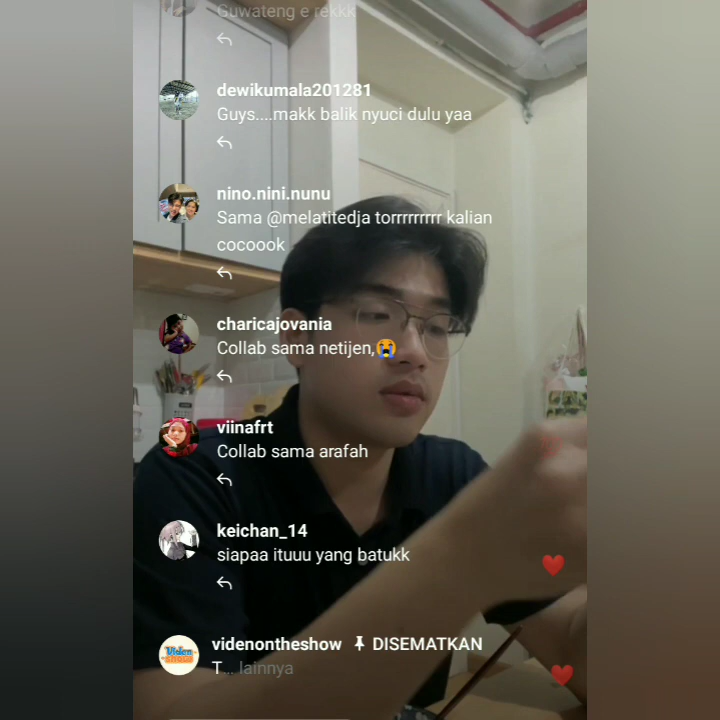 Guwateng e rekkk
dewikumala201281
Guys....makk balik nyuci dulu yaa
nino.nini.nunu
Sama @melatitedja torrrrrrrrr kalian
cocoook
charicajovania
Collab sama netijen,😭
viinafrt
Collab sama arafah
keichan_14
siapaa ituuu yang batukk
videnontheshow DISEMATKAN
T... lainnya